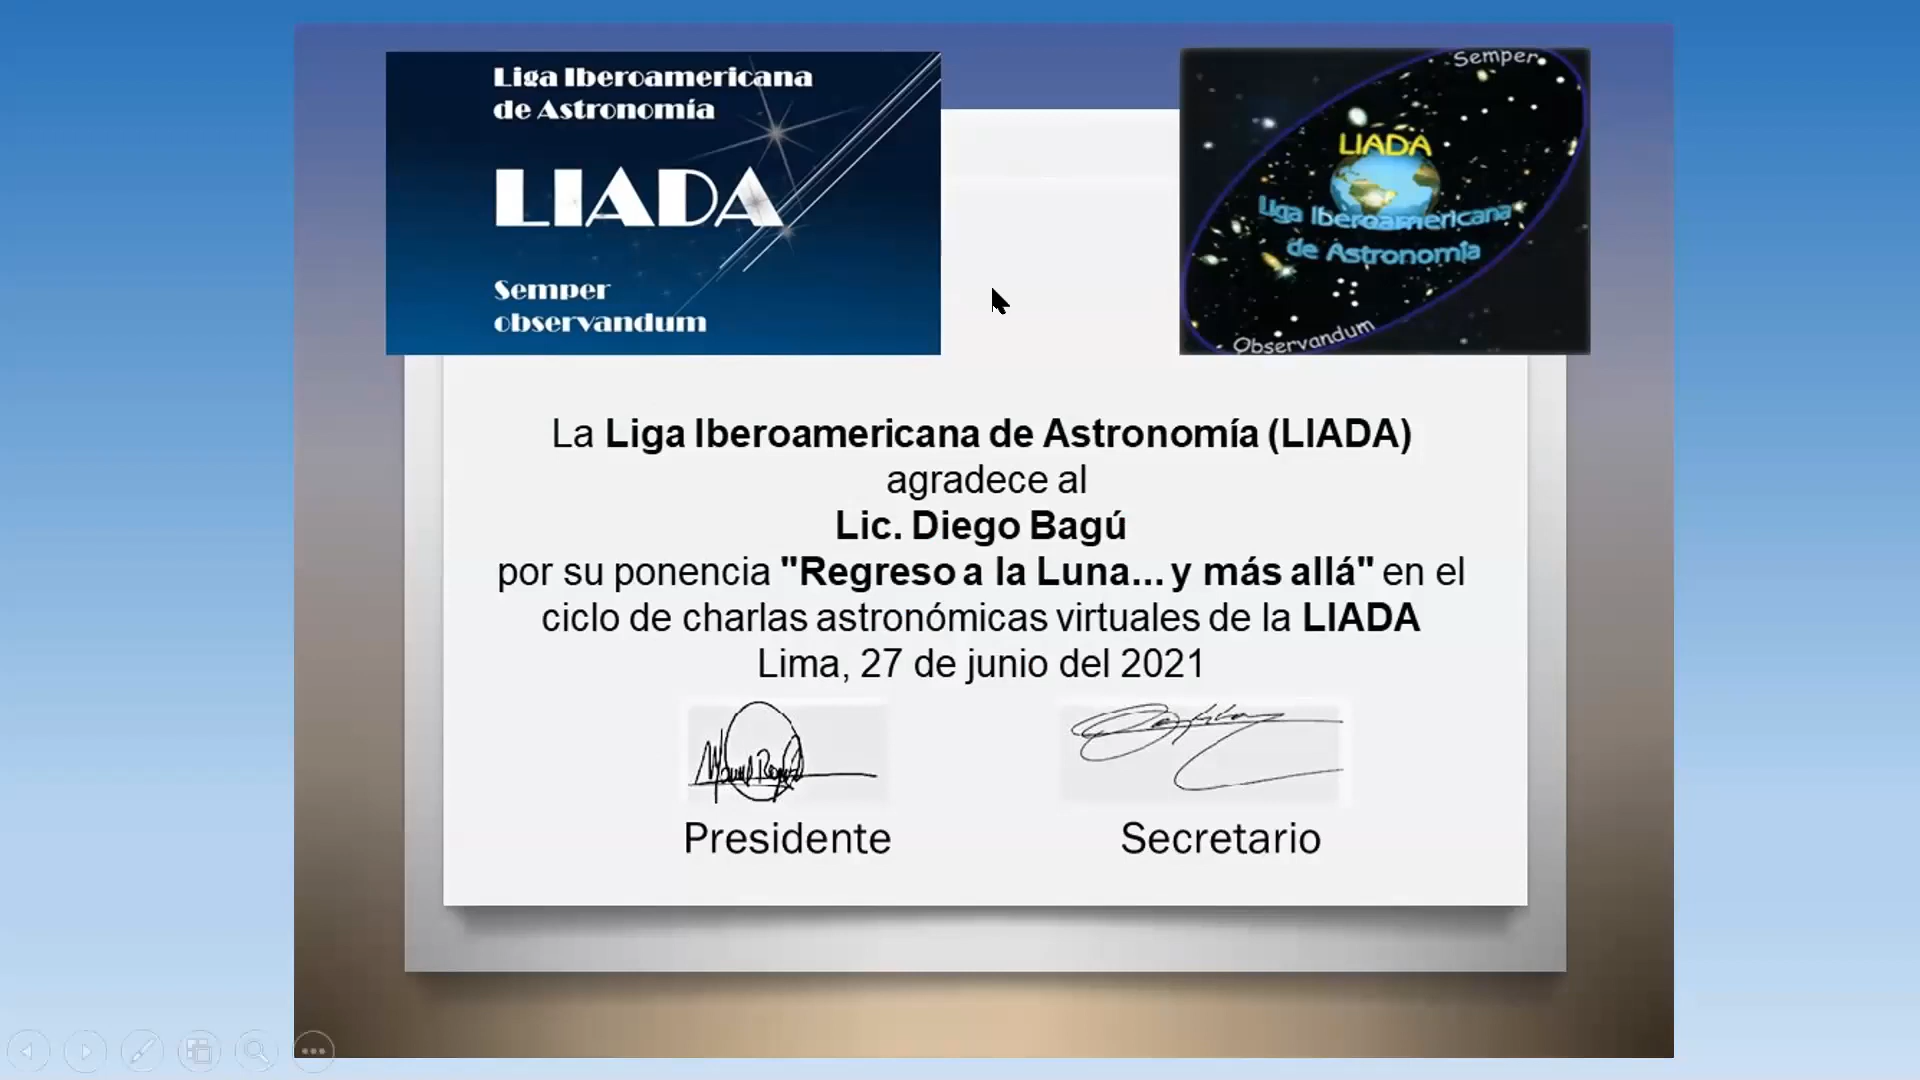 Liga Iberoamericana
de Astronomía
LIADA
Semper
observandum
Semper
LIADA
Liga Iberoamericana
de Astronomía
Observandum
La Liga Iberoamericana de Astronomía (LIADA)
agradece al
Lic. Diego Bagú
por su ponencia "Regreso a la Luna... y más allá" en el
ciclo de charlas astronómicas virtuales de la LIADA
Lima, 27 de junio del 2021
Presidente
Secretario